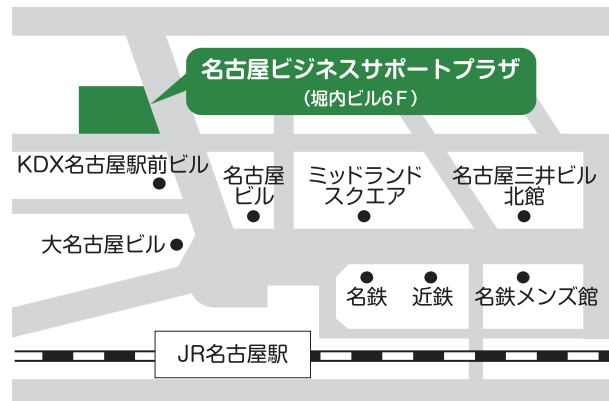 名古屋ビジネスサポートプラザ
（堀内ビル6F）
KDX名古屋駅前ビル
名古屋
ビル
ミッドランド
スクエア
名古屋三井ビル
北館
大名古屋ビル
名鉄
近鉄
名鉄メンズ館
JR名古屋駅